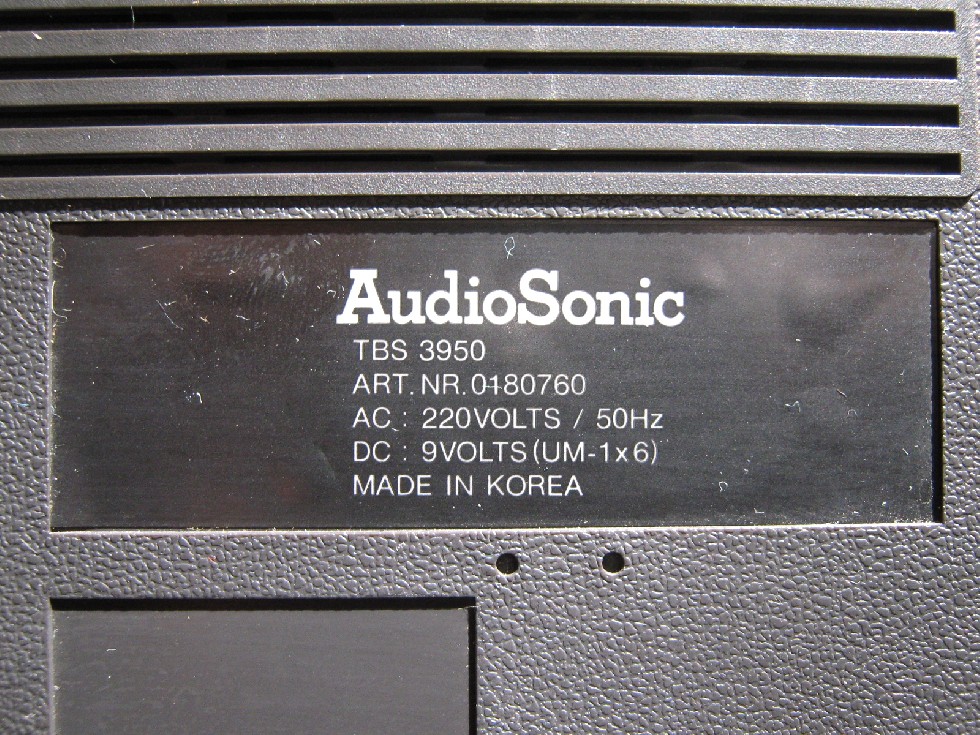 AudioSonic
TBS 3950
ART. NR. 0180760
AC : 220VOLTS / 50Hz
DC : 9VOLTS (UM-1x6)
MADE IN KOREA